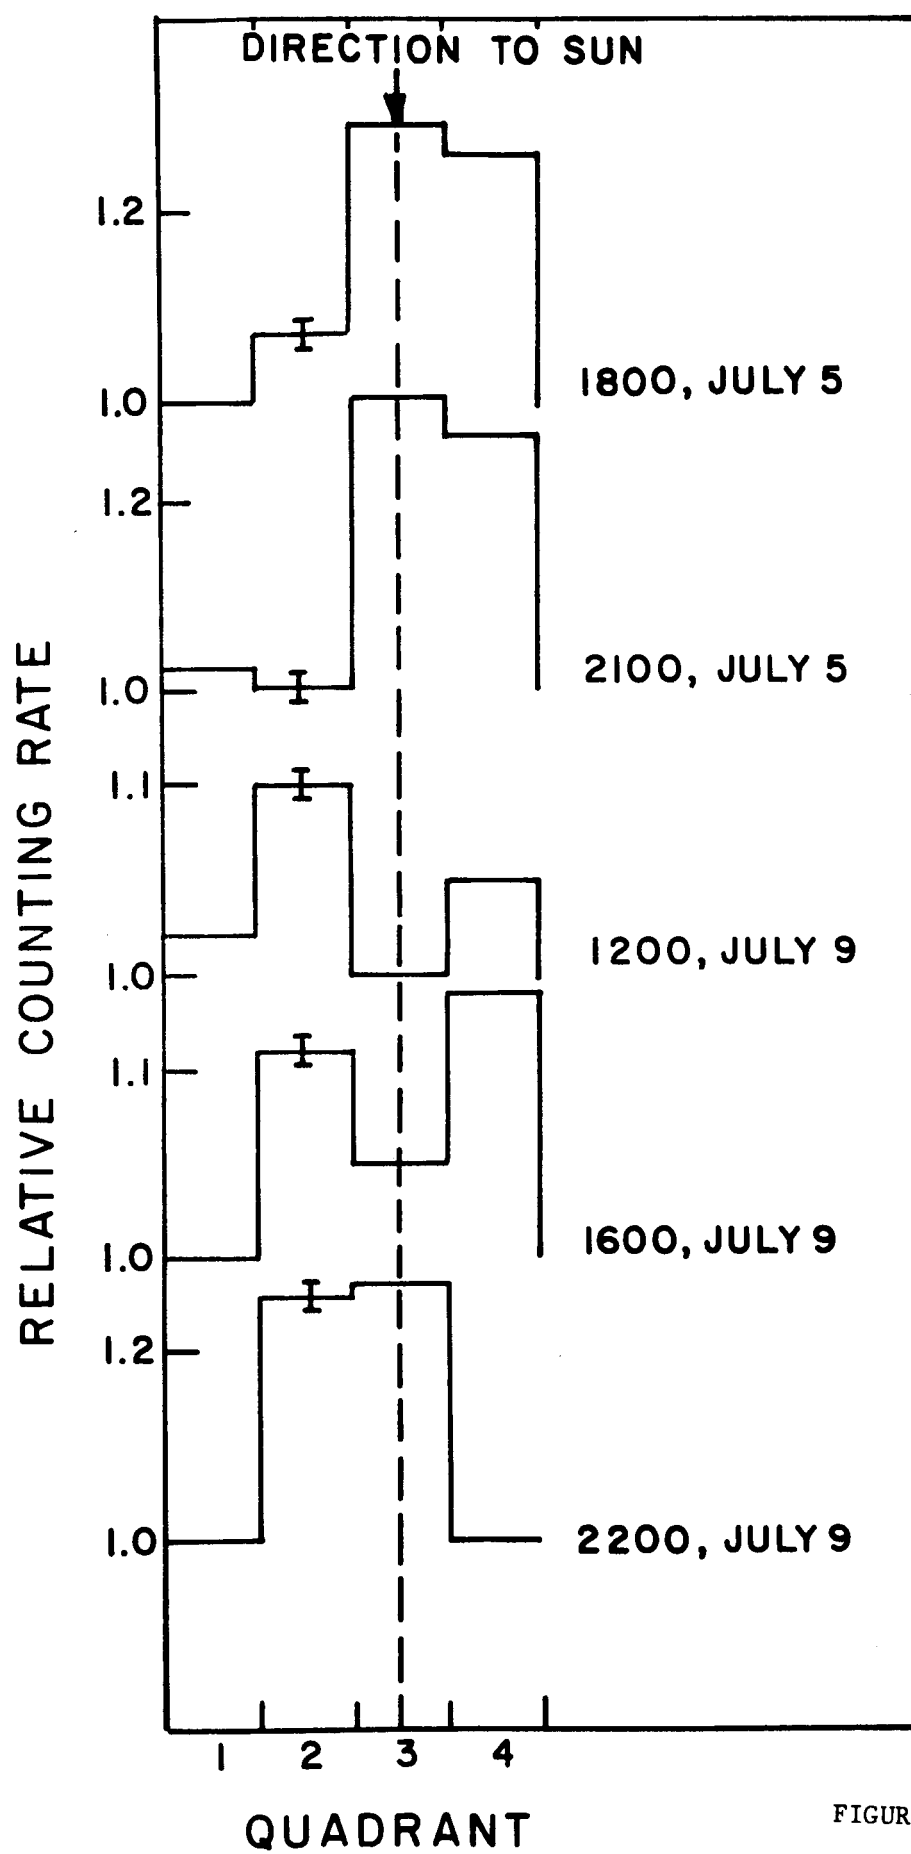 DIRECTION TO SUN
1.2
1.0
1800, JULY 5
1.2
1.0
2100, JULY 5
1.1
1.0
1200, JULY 9
1.1
1.0
1600, JULY 9
1.2
1.0
2200, JULY 9
RELATIVE COUNTING RATE
1 2 3 4
QUADRANT
FIGUR